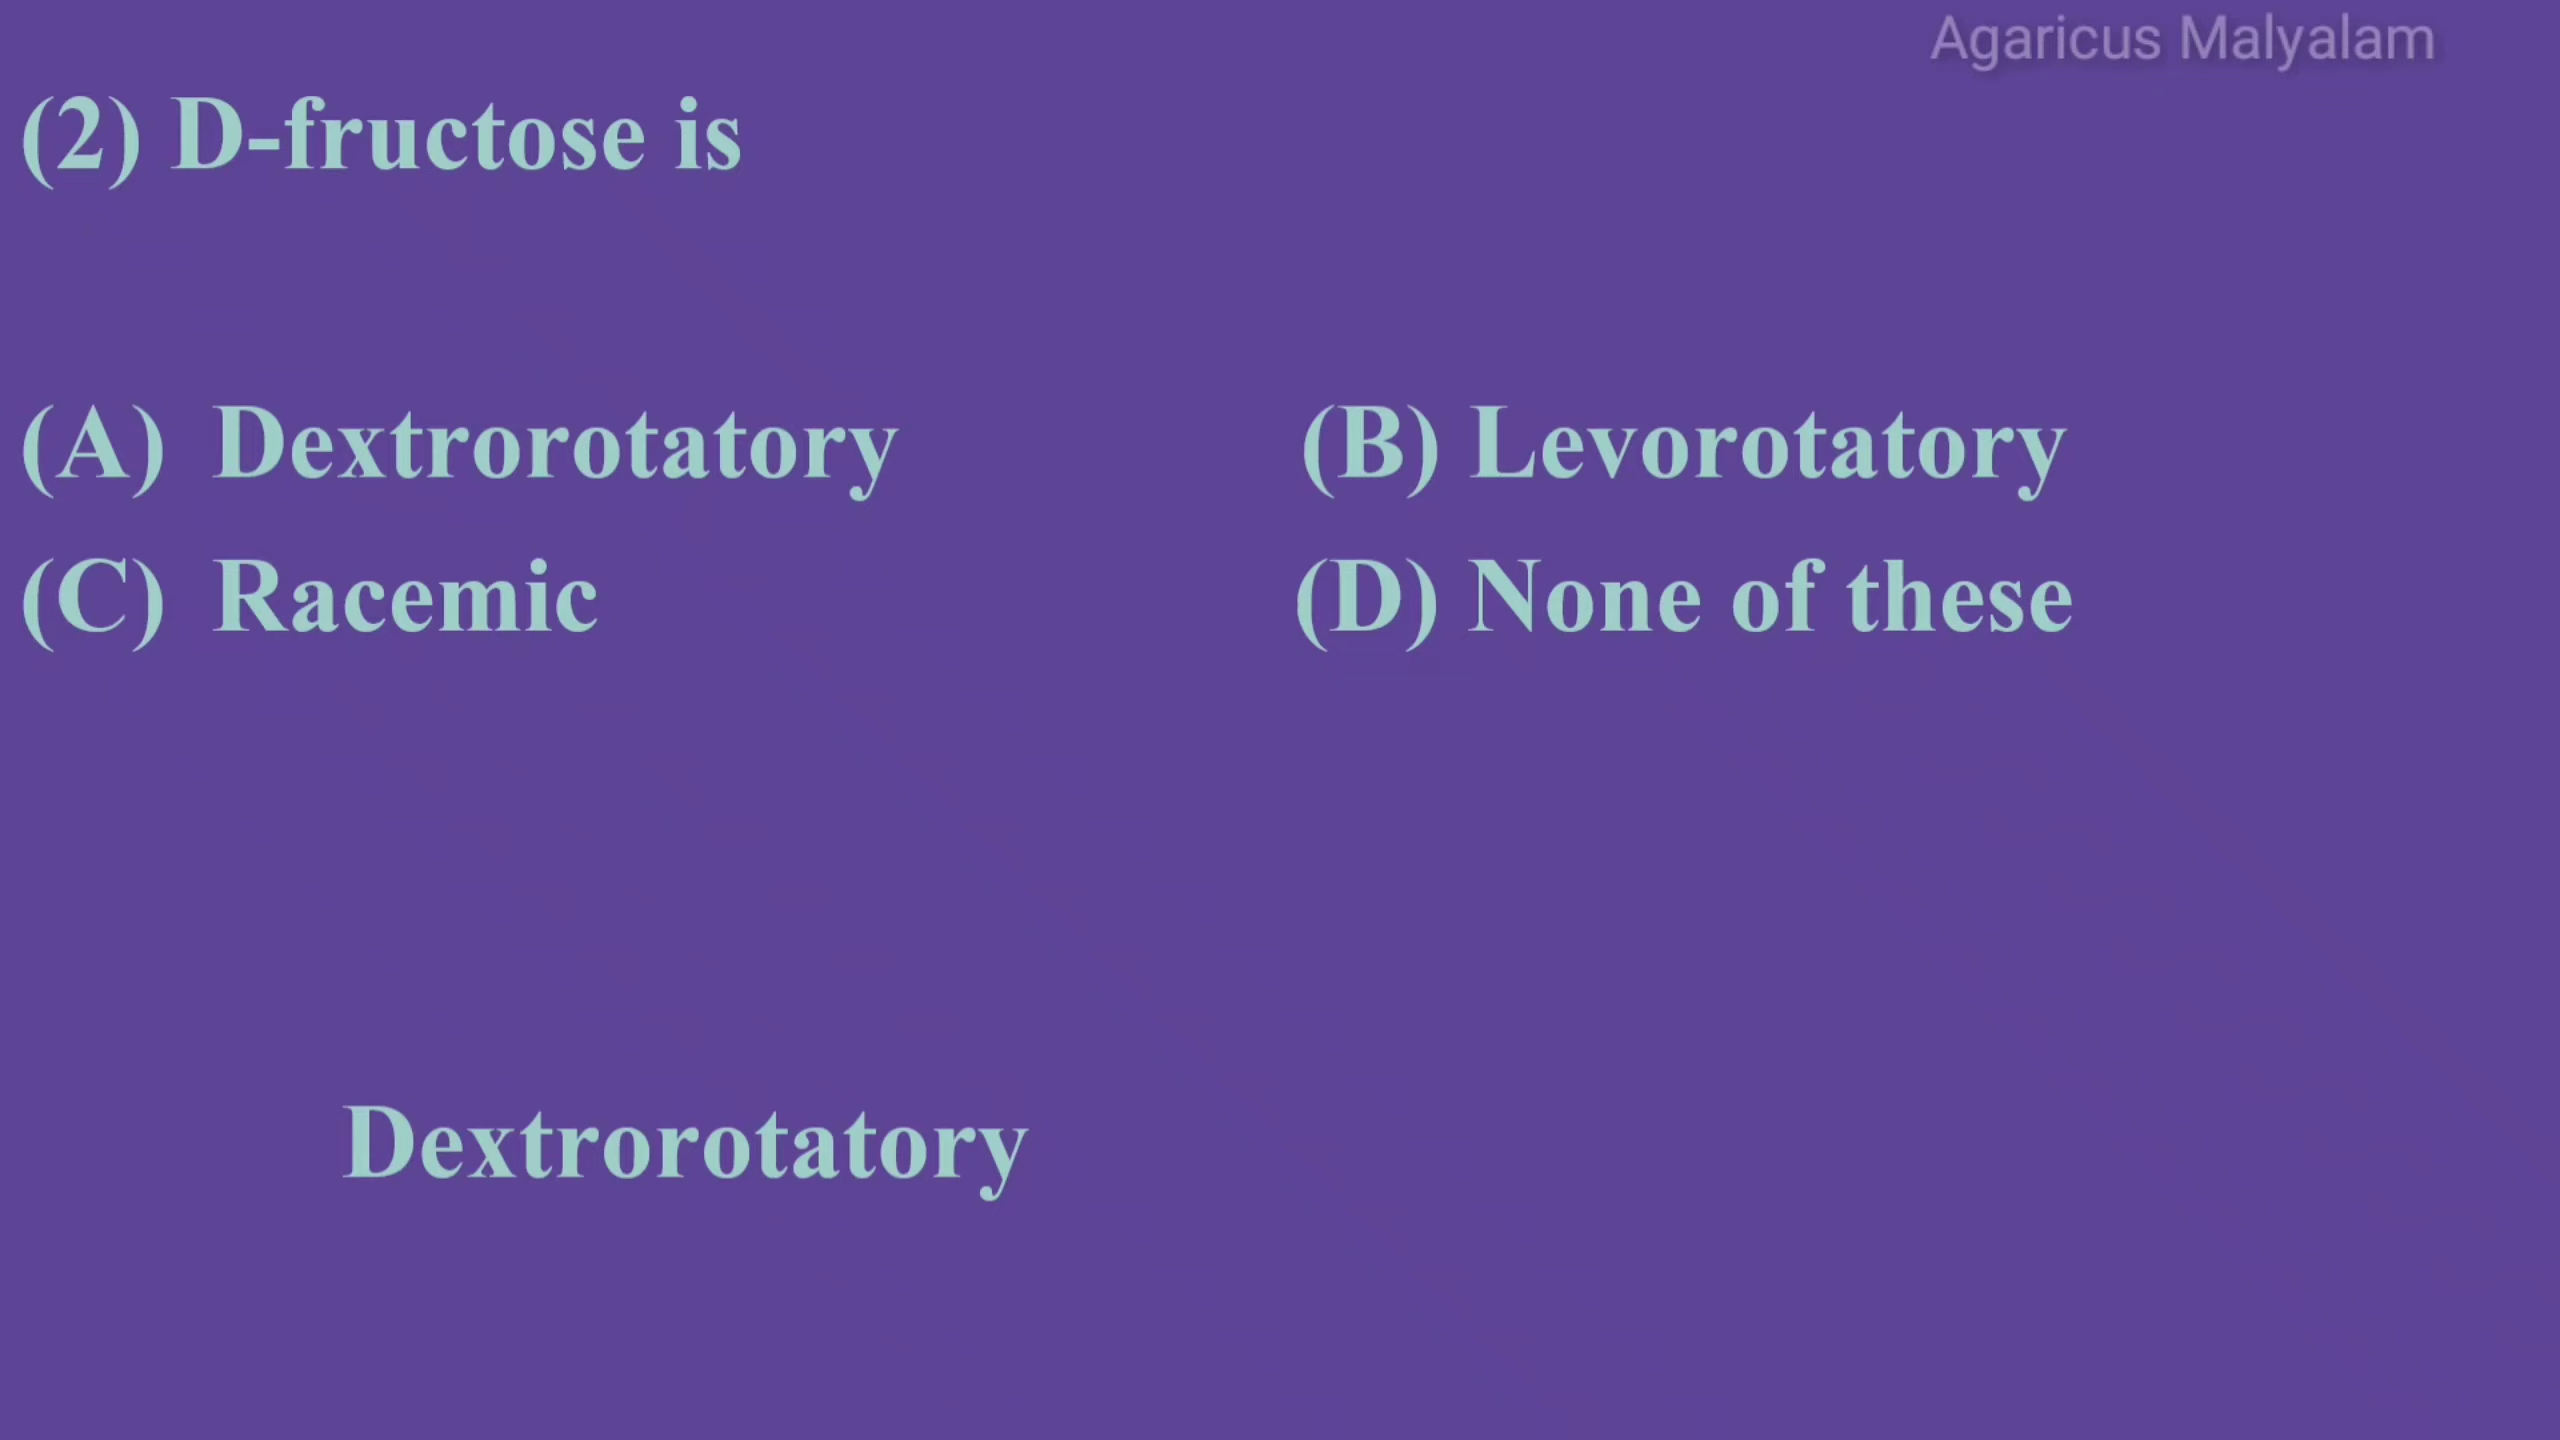 Agaricus Malyalam
(2) D-fructose is
(A) Dextrorotatory (B) Levorotatory
(C) Racemic (D) None of these
Dextrorotatory